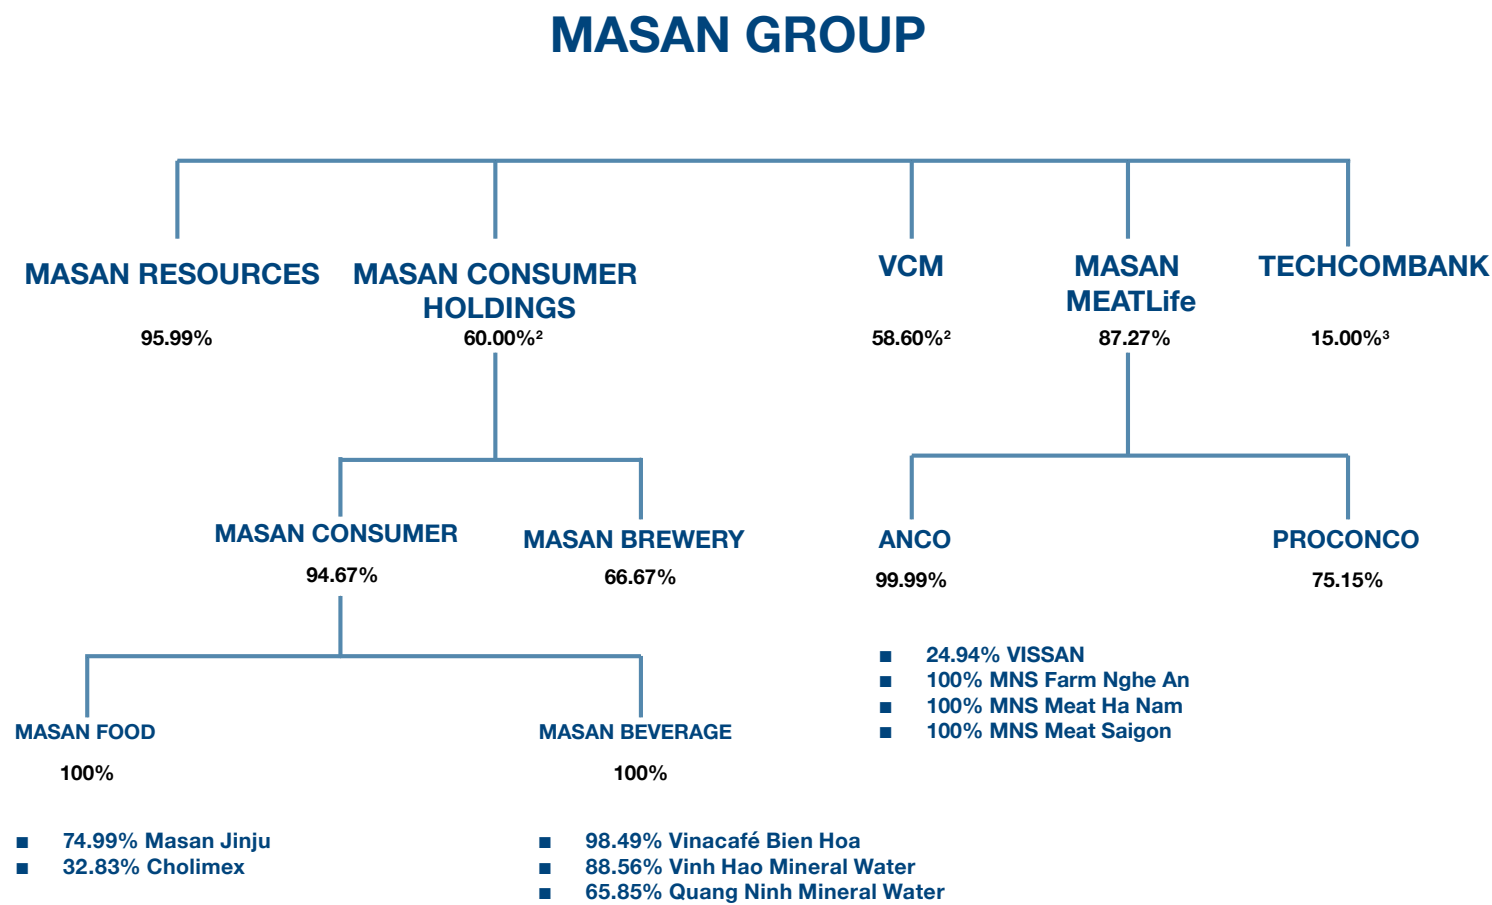 MASAN GROUP
MASAN RESOURCES
95.99%
MASAN CONSUMER
HOLDINGS
60.00%²
VCM
58.60%²
MASAN
MEATLife
87.27%
TECHCOMBANK
15.00%³
MASAN CONSUMER
94.67%
MASAN BREWERY
66.67%
ANCO
99.99%
PROCONCO
75.15%
■ 24.94% VISSAN
■ 100% MNS Farm Nghe An
■ 100% MNS Meat Ha Nam
■ 100% MNS Meat Saigon
MASAN FOOD
100%
MASAN BEVERAGE
100%
■ 74.99% Masan Jinju
■ 32.83% Cholimex
■ 98.49% Vinacafé Bien Hoa
■ 88.56% Vinh Hao Mineral Water
■ 65.85% Quang Ninh Mineral Water